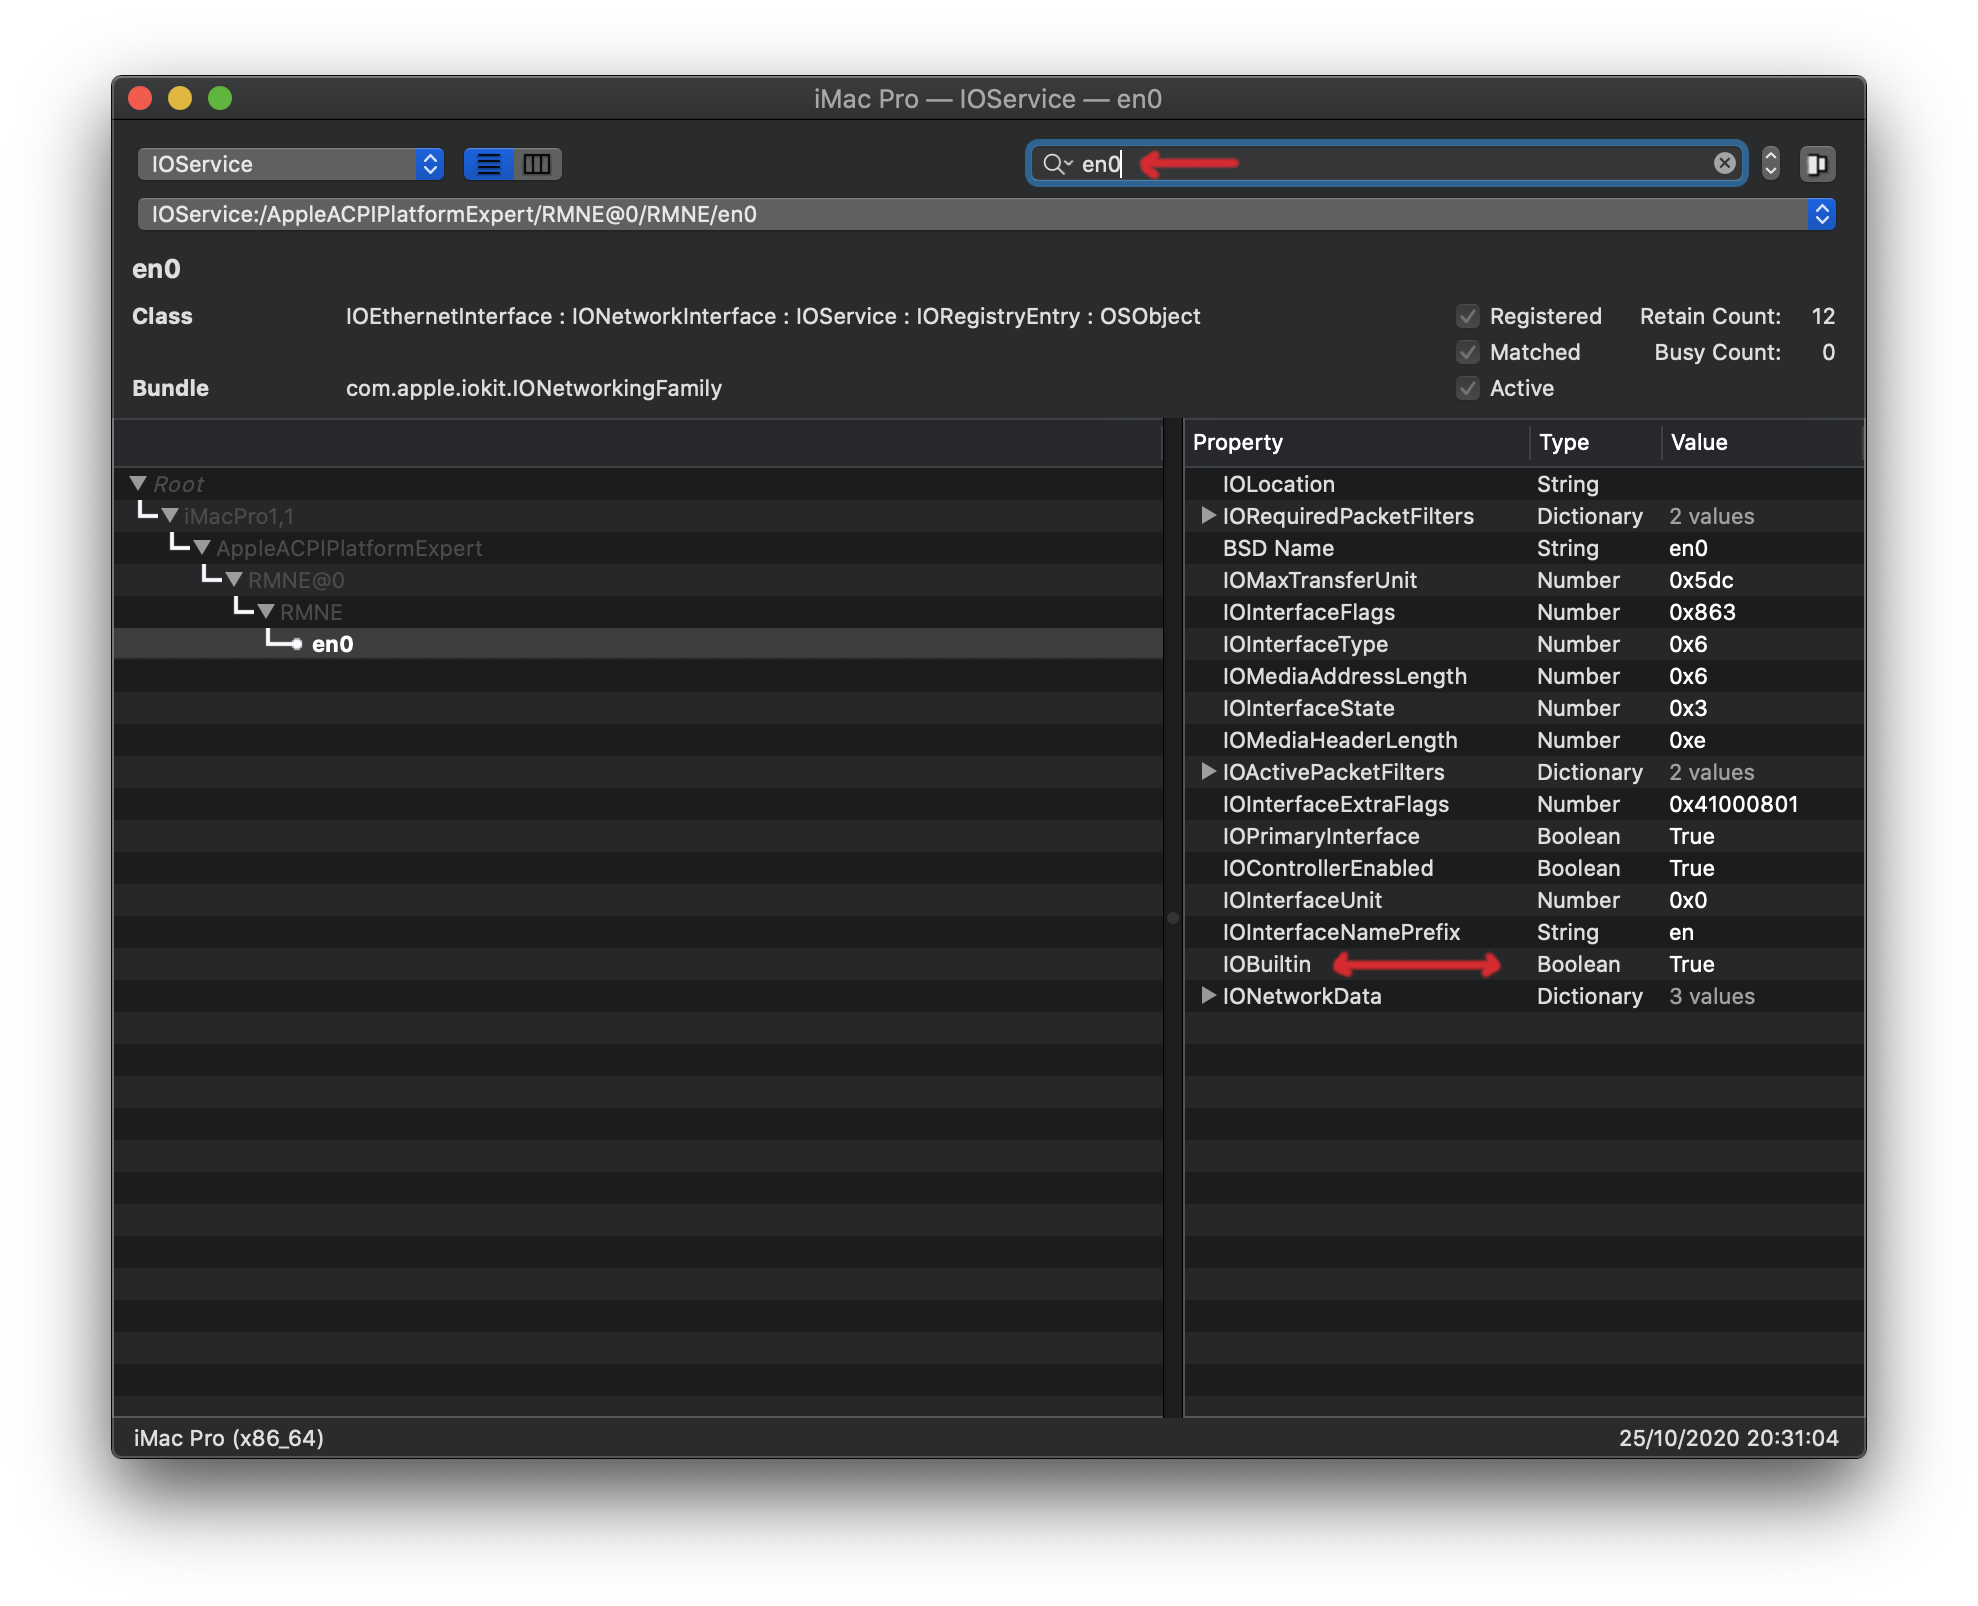 iMac Pro — IOService — en0
IOService
en0
IOService:/AppleACPIPlatformExpert/RMNE@0/RMNE/en0
en0
Class IOEthernetInterface : IONetworkInterface : IOService : IORegistryEntry : OSObject Registered Retain Count: 12
Matched Busy Count: 0
Bundle com.apple.iokit.IONetworkingFamily Active
Root
iMacPro1,1
AppleACPIPlatformExpert
RMNE@0
RMNE
en0
Property Type Value
IOLocation String
IORequiredPacketFilters Dictionary 2 values
BSD Name String en0
IOMaxTransferUnit Number 0x5dc
IOInterfaceFlags Number 0x863
IOInterfaceType Number 0x6
IOMediaAddressLength Number 0x6
IOInterfaceState Number 0x3
IOMediaHeaderLength Number 0xe
IOActivePacketFilters Dictionary 2 values
IOInterfaceExtraFlags Number 0x41000801
IOPrimaryInterface Boolean True
IOControllerEnabled Boolean True
IOInterfaceUnit Number 0x0
IOInterfaceNamePrefix String en
IOBuiltin Boolean True
IONetworkData Dictionary 3 values
iMac Pro (x86_64) 25/10/2020 20:31:04